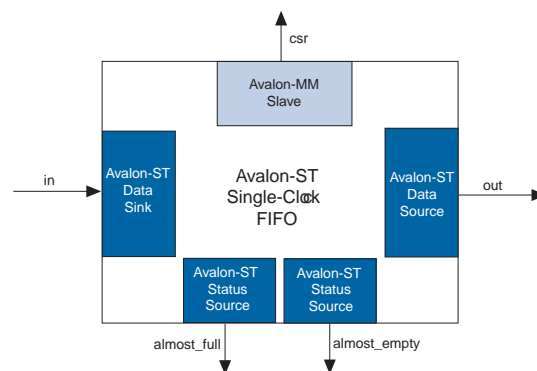 csr
Avalon-MM
Slave
in
Avalon-ST
Data
Sink
Avalon-ST
Single-Clock
FIFO
Avalon-ST
Data
Source
out
Avalon-ST
Status
Source
Avalon-ST
Status
Source
almost_full
almost_empty